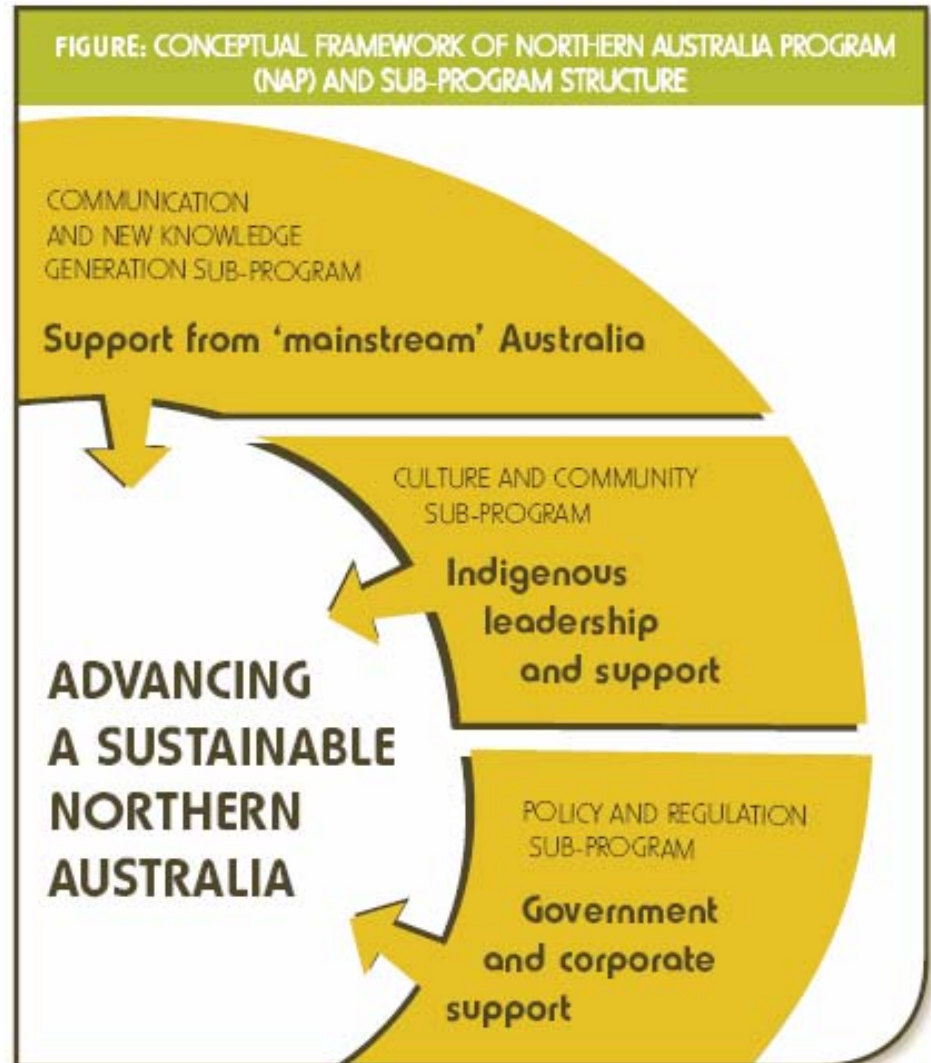 FIGURE: CONCEPTUAL FRAMEWORK OF NORTHERN AUSTRALIA PROGRAM
(NAP) AND SUB-PROGRAM STRUCTURE
COMMUNICATION
AND NEW KNOWLEDGE
GENERATION SUB-PROGRAM
Support from ‘mainstream’ Australia
CULTURE AND COMMUNITY
SUB-PROGRAM
Indigenous
leadership
and support
ADVANCING
A SUSTAINABLE
NORTHERN
AUSTRALIA
POLICY AND REGULATION
SUB-PROGRAM
Government
and corporate
support